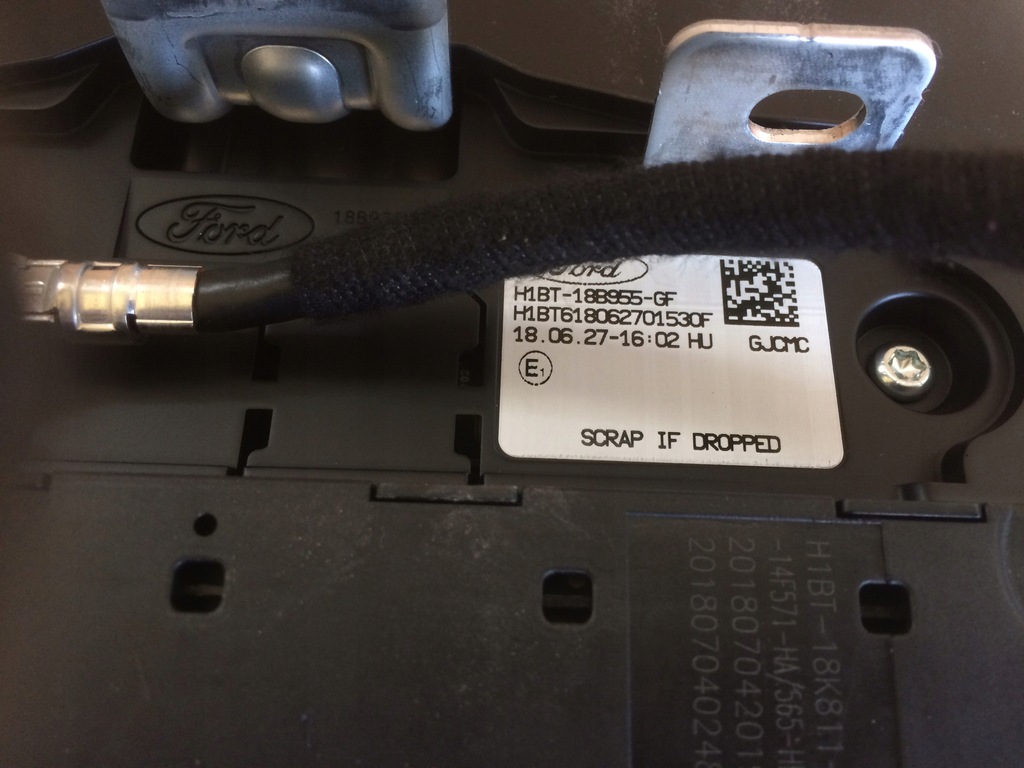 Ford
Ford
H1BT-18B955-GF
H1BT618062701530F
18.06.27-16:02 HU
GJCMC
E1
SCRAP IF DROPPED
H1BT-18K811-
-14F571-HA/565-H
2018070420
20180704024